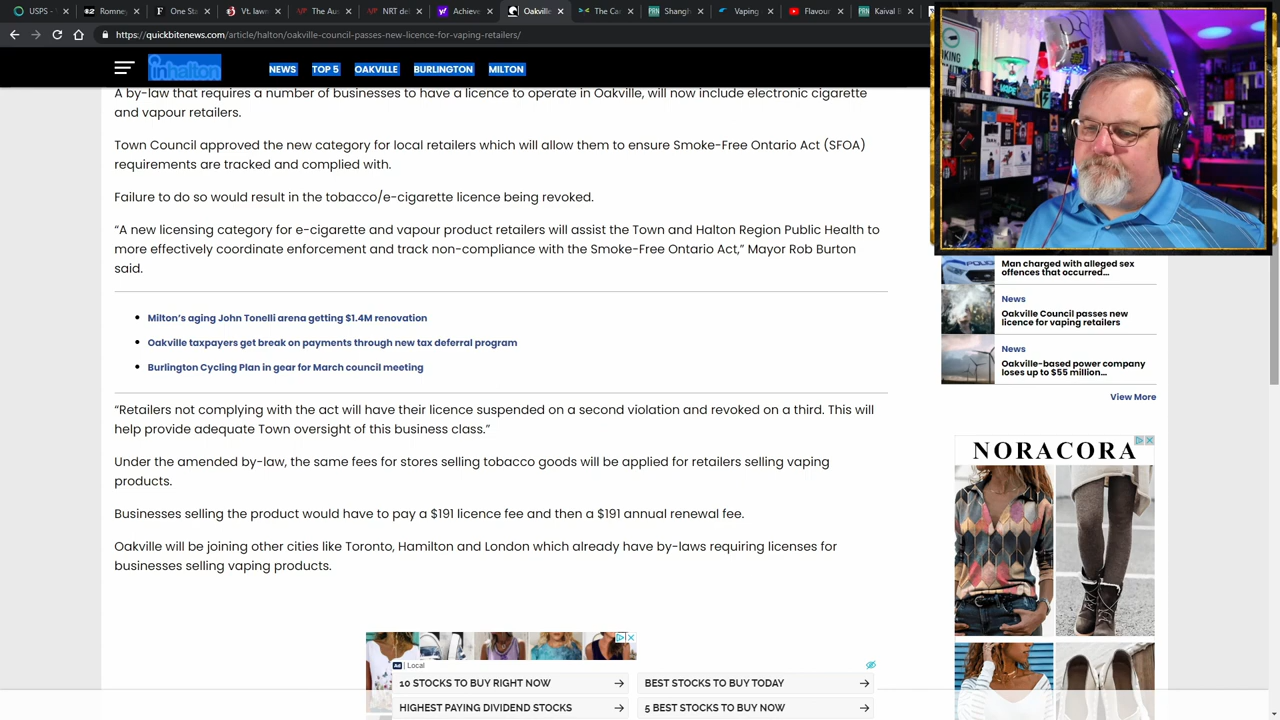 USPS -
Romney
One Sta
Vt. law
NRT ED
Oakville
The Ca
https://quickbitenews.com/article/halton/oakville-council-passes-new-licence-for-vaping-retailers
inhalton
NEWS
TOP 5
OAKVILLE
BURLINGTON
MILTON
A by-law that requires a number of businesses to have a licence to operate in Oakville, will now include electronic cigarette
and vapour retailers.
Town Council approved the new category for local retailers which will allow them to ensure Smoke-Free Ontario Act (SFOA)
requirements are tracked and complied with.
Failure to do so would result in the tobacco/e-cigarette licence being revoked.
“A new licensing category for e-cigarette and vapour product retailers will assist the Town and Halton Region Public Health to
more effectively coordinate enforcement and track non-compliance with the Smoke-Free Ontario Act,” Mayor Rob Burton
said.
Milton’s aging John Tonelli arena getting $1.4M renovation
Oakville taxpayers get break on payments through new tax deferral program
Burlington Cycling Plan in gear for March council meeting
“Retailers not complying with the act will have their licence suspended on a second violation and revoked on a third. This will
help provide adequate Town oversight of this business class.”
Under the amended by-law, the same fees for stores selling tobacco goods will be applied for retailers selling vaping
products.
Businesses selling the product would have to pay a $191 licence fee and then a $191 annual renewal fee.
Oakville will be joining other cities like Toronto, Hamilton and London which already have by-laws requiring licenses for
businesses selling vaping products.
Man charged with alleged sex
offences that occurred...
News
Oakville Council passes new
licence for vaping retailers
News
Oakville-based power company
loses up to $55 million...
View More
NORACORA
Ad Local
10 STOCKS TO BUY RIGHT NOW
BEST STOCKS TO BUY TODAY
HIGHEST PAYING DIVIDEND STOCKS
5 BEST STOCKS TO BUY NOW